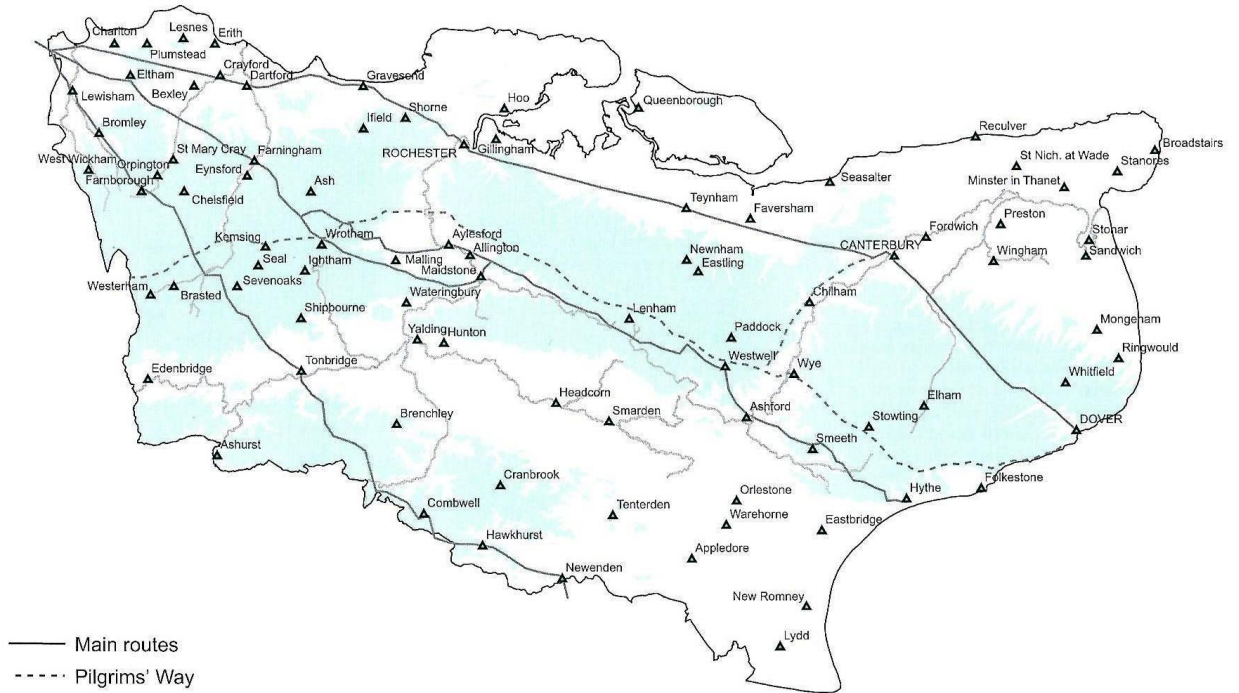 Charlton
Lesnes
Erith
Plumstead
Eltham
Crayford
Bexley
Dartford
Gravesend
Lewisham
Hoo
Shorne
Queenborough
Ifield
Bromley
Gillingham
ROCHESTER
Reculver
Broadstairs
West Wickham
St Mary Cray
Orpington
Farningham
Eynsford
Farnborough
Chelsfield
Ash
St Nich. at Wade
Stanores
Minster in Thanet
Seasalter
Teynham
Faversham
Fordwich
Preston
Stonar
Kemsing
Wrotham
Aylesford
Allington
CANTERBURY
Wingham
Sandwich
Seal
Ightham
Malling
Maidstone
Newnham
Eastling
Westerham
Brasted
Sevenoaks
Wateringbury
Chilham
Shipbourne
Lenham
Yalding
Hunton
Paddock
Mongeham
Tonbridge
Westwell
Wye
Ringwould
Edenbridge
Whitfield
Headcorn
Brenchley
Smarden
Ashford
Stowting
Elham
DOVER
Ashurst
Smeeth
Cranbrook
Folkestone
Hythe
Combwell
Tenterden
Orlestone
Warehorne
Eastbridge
Hawkhurst
Appledore
Newenden
New Romney
Lydd
Main routes
Pilgrims' Way